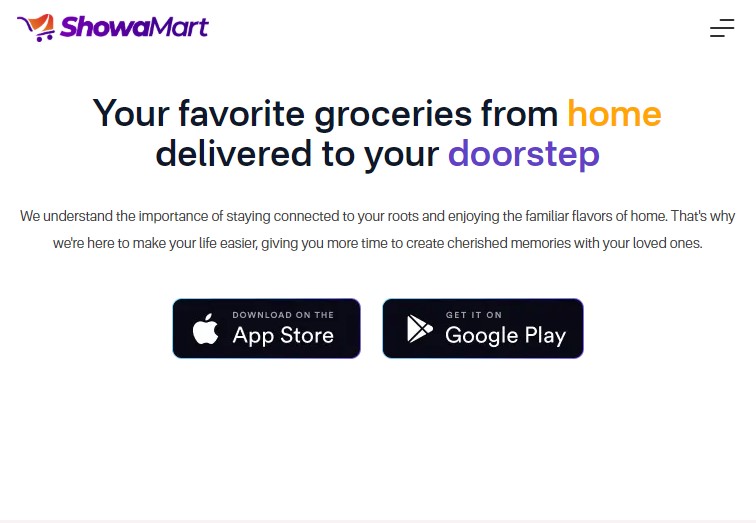 ShowaMart
Your favorite groceries from home
delivered to your doorstep
We understand the importance of staying connected to your roots and enjoying the familiar flavors of home. That's why
we're here to make your life easier, giving you more time to create cherished memories with your loved ones.
DOWNLOAD ON THE
App Store
GET IT ON
Google Play